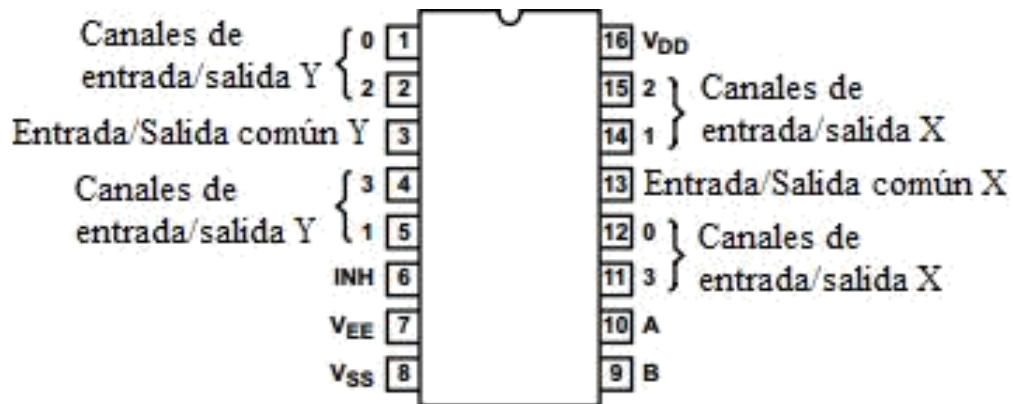 Canales de
entrada/salida Y
0 1
2 2
Entrada/Salida común Y 3
Canales de
entrada/salida Y
3 4
1 5
INH 6
VEE 7
VSS 8
16 VDD
15 2
14 1
Canales de
entrada/salida X
13 Entrada/Salida común X
12 0
11 3
Canales de
entrada/salida X
10 A
9 B